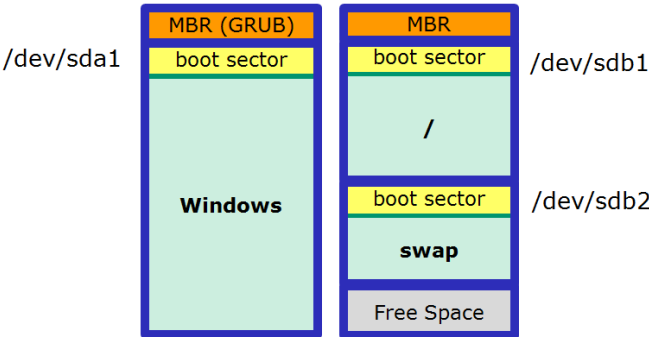 MBR (GRUB)
/dev/sda1
boot sector
Windows
MBR
boot sector
/dev/sdb1
/
boot sector
/dev/sdb2
swap
Free Space